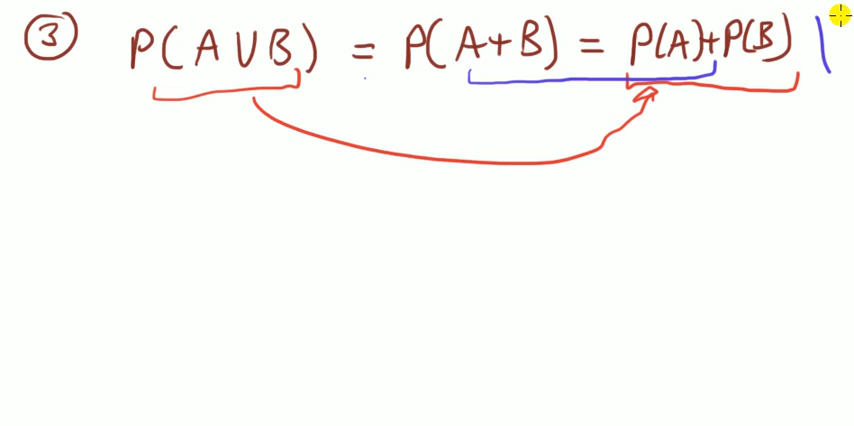 ③ P(A∪B) = P(A+B) = P(A)+P(B)